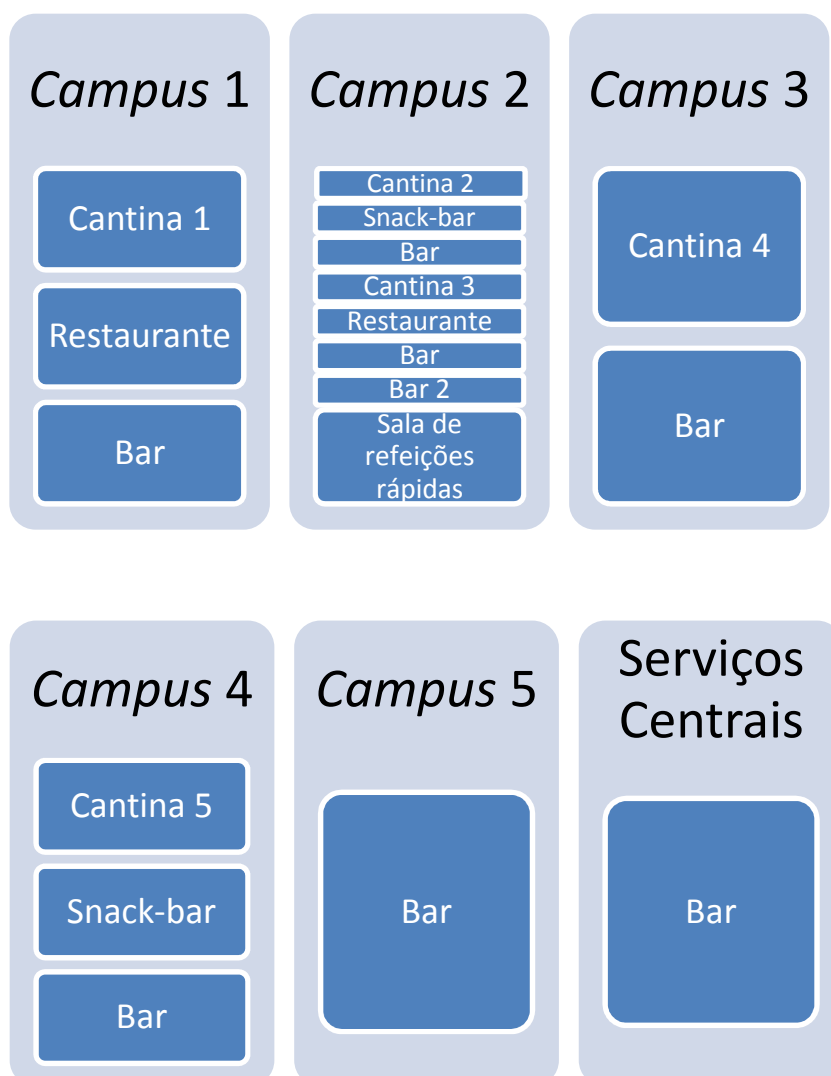 Campus 1
Cantina 1
Restaurante
Bar
Campus 2
Cantina 2
Snack-bar
Bar
Cantina 3
Restaurante
Bar
Bar 2
Sala de
refeições
rápidas
Campus 3
Cantina 4
Bar
Campus 4
Cantina 5
Snack-bar
Bar
Campus 5
Bar
Serviços
Centrais
Bar